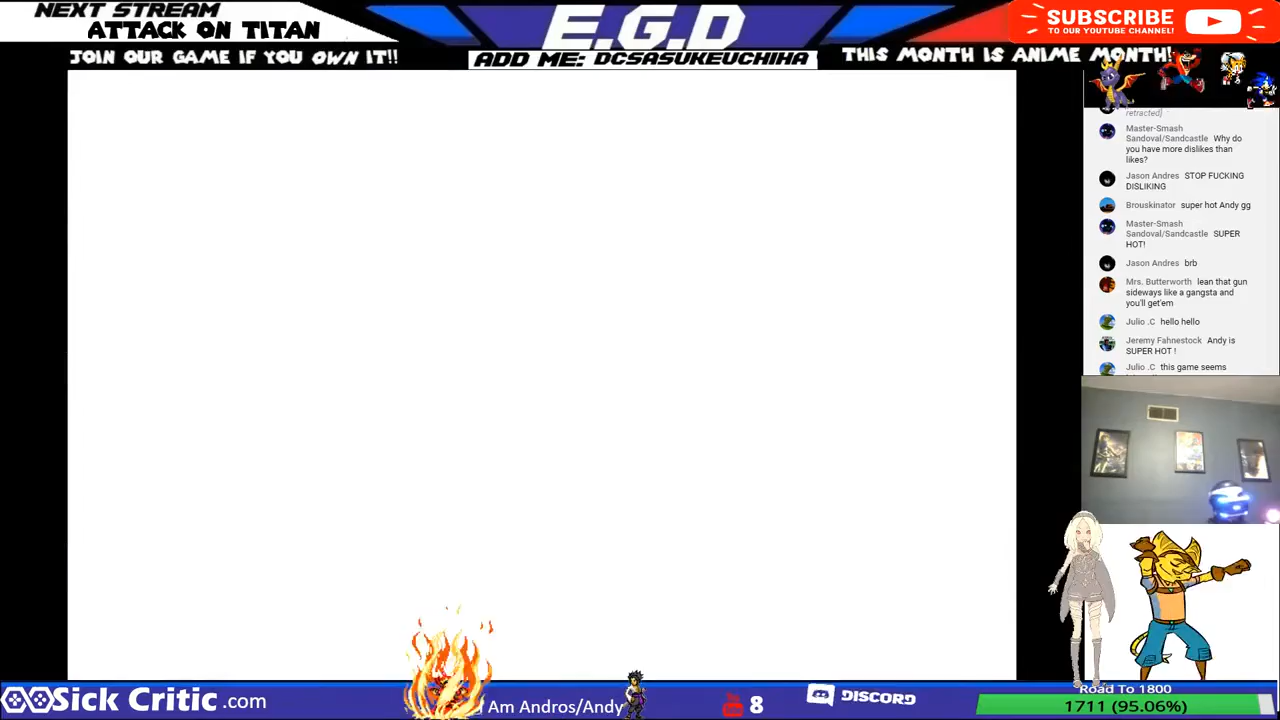 NEXT STREAM
ATTACK ON TITAN
JOIN OUR GAME IF YOU OWN IT!!
E.G.D
ADD ME: DCSASUKEUCHIHA
SUBSCRIBE
TO OUR YOUTUBE CHANNEL!
THIS MONTH IS ANIME MONTH!
retracted]
Master-Smash
Sandoval/Sandcastle Why do
you have more dislikes than
likes?
Jason Andres STOP FUCKING
DISLIKING
Brouskinator super hot Andy gg
Master-Smash
Sandoval/Sandcastle SUPER
HOT!
Jason Andres brb
Mrs. Butterworth lean that gun
sideways like a gangsta and
you'll get'em
Julio .C hello hello
Jeremy Fahnestock Andy is
SUPER HOT !
Julio .C this game seems
Sick Critic.com
Am Andros/Andy
8
DISCORD
Road To 1800
1711 (95.06%)